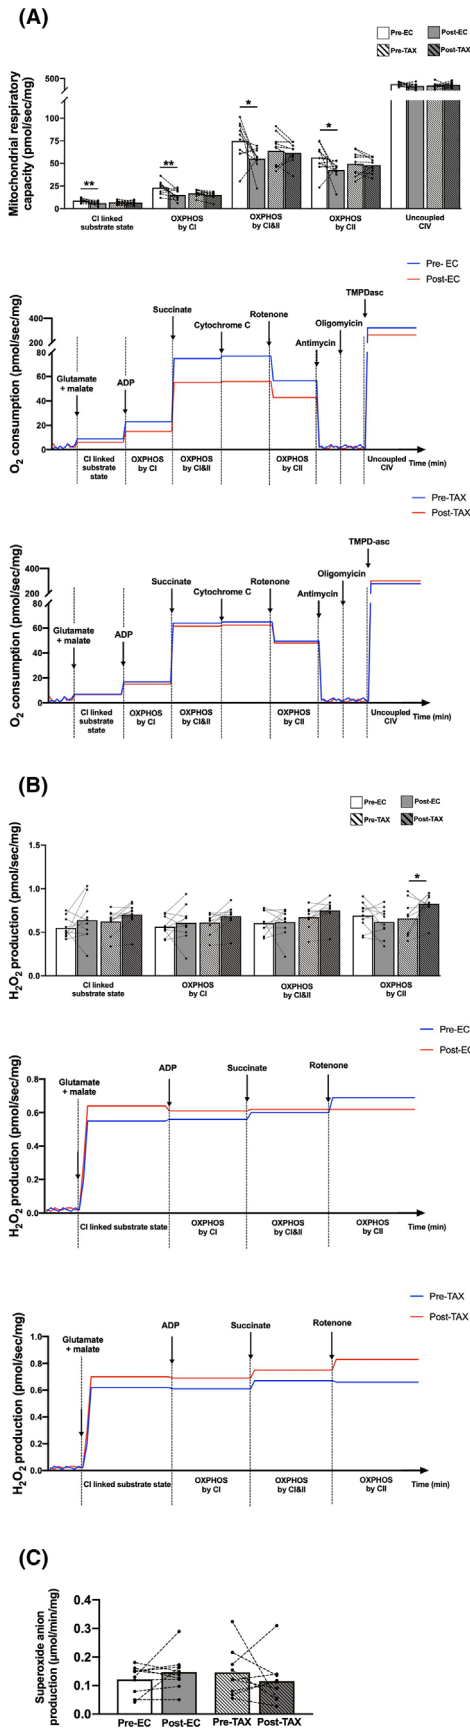 (A)
Pre-EC
Post-EC
Pre-TAX
Post-TAX
Mitochondrial respiratory
capacity (pmol/sec/mg)
500
400
100
75
50
25
0
**
**
*
*
CI linked
substrate state
OXPHOS
by CI
OXPHOS
by CI&II
OXPHOS
by CII
Uncoupled
CIV
Pre- EC
Post-EC
O2 consumption (pmol/sec/mg)
400
200
80
60
40
20
0
Glutamate
+ malate
ADP
Succinate
Cytochrome C
Rotenone
Antimycin
Oligomyicin
TMPDasc
CI linked
substrate
state
OXPHOS
by CI
OXPHOS
by CI&II
OXPHOS
by CII
Uncoupled
CIV
Time (min)
Pre-TAX
Post-TAX
O2 consumption (pmol/sec/mg)
400
200
80
60
40
20
0
Glutamate
+ malate
ADP
Succinate
Cytochrome C
Rotenone
Antimycin
Oligomyicin
TMPD-asc
CI linked
substrate
state
OXPHOS
by CI
OXPHOS
by CI&II
OXPHOS
by CII
Uncoupled
CIV
Time (min)
(B)
Pre-EC
Post-EC
Pre-TAX
Post-TAX
H2O2 production (pmol/sec/mg)
1.5
1.0
0.5
0.0
*
CI linked
substrate state
OXPHOS
by CI
OXPHOS
by CI&II
OXPHOS
by CII
Pre-EC
Post-EC
H2O2 production (pmol/sec/mg)
0.8
0.6
0.4
0.2
0.0
Glutamate
+ malate
ADP
Succinate
Rotenone
CI linked substrate state
OXPHOS
by CI
OXPHOS
by CI&II
OXPHOS
by CII
Time (min)
Pre-TAX
Post-TAX
H2O2 production (pmol/sec/mg)
1.0
0.8
0.6
0.4
0.2
0.0
Glutamate
+ malate
ADP
Succinate
Rotenone
CI linked substrate state
OXPHOS
by CI
OXPHOS
by CI&II
OXPHOS
by CII
Time (min)
(C)
Superoxide anion
production (µmol/min/mg)
0.4
0.3
0.2
0.1
0.0
Pre-EC
Post-EC
Pre-TAX
Post-TAX